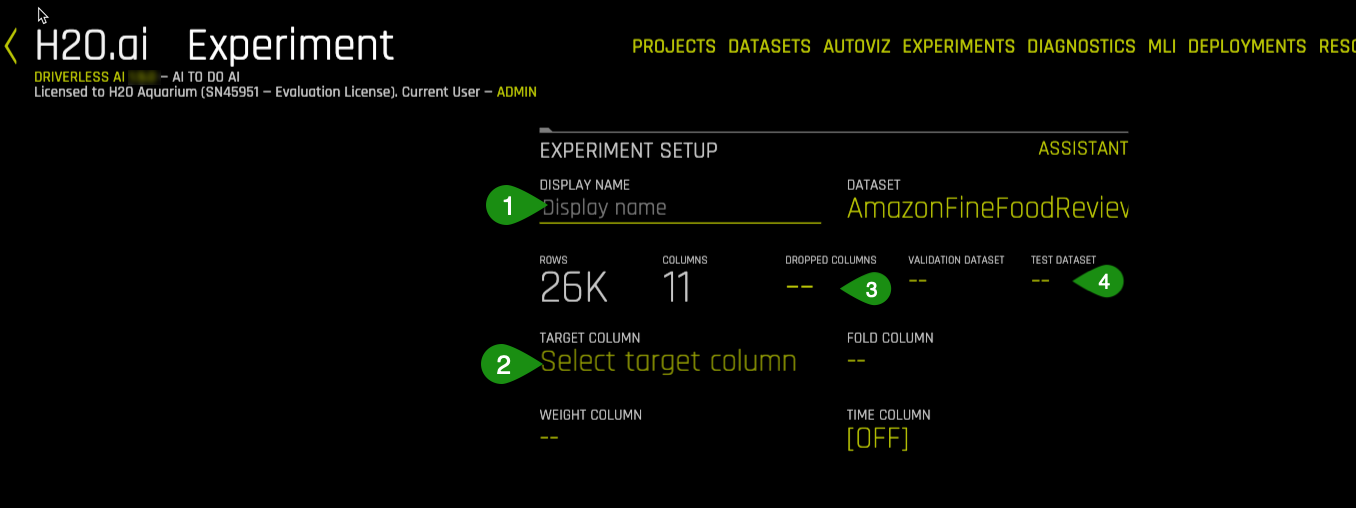 H2O.ai Experiment
PROJECTS DATASETS AUTOVIZ EXPERIMENTS DIAGNOSTICS MLI DEPLOYMENTS RESO
DRIVERLESS AI – AI TO DO AI
Licensed to H2O Aquarium (SN45951 – Evaluation License). Current User – ADMIN
EXPERIMENT SETUP ASSISTANT
DISPLAY NAME DATASET
1 Display name AmazonFineFoodReview
ROWS COLUMNS DROPPED COLUMNS VALIDATION DATASET TEST DATASET
26K 11 -- 3 -- -- 4
TARGET COLUMN FOLD COLUMN
2 Select target column --
WEIGHT COLUMN TIME COLUMN
-- [OFF]